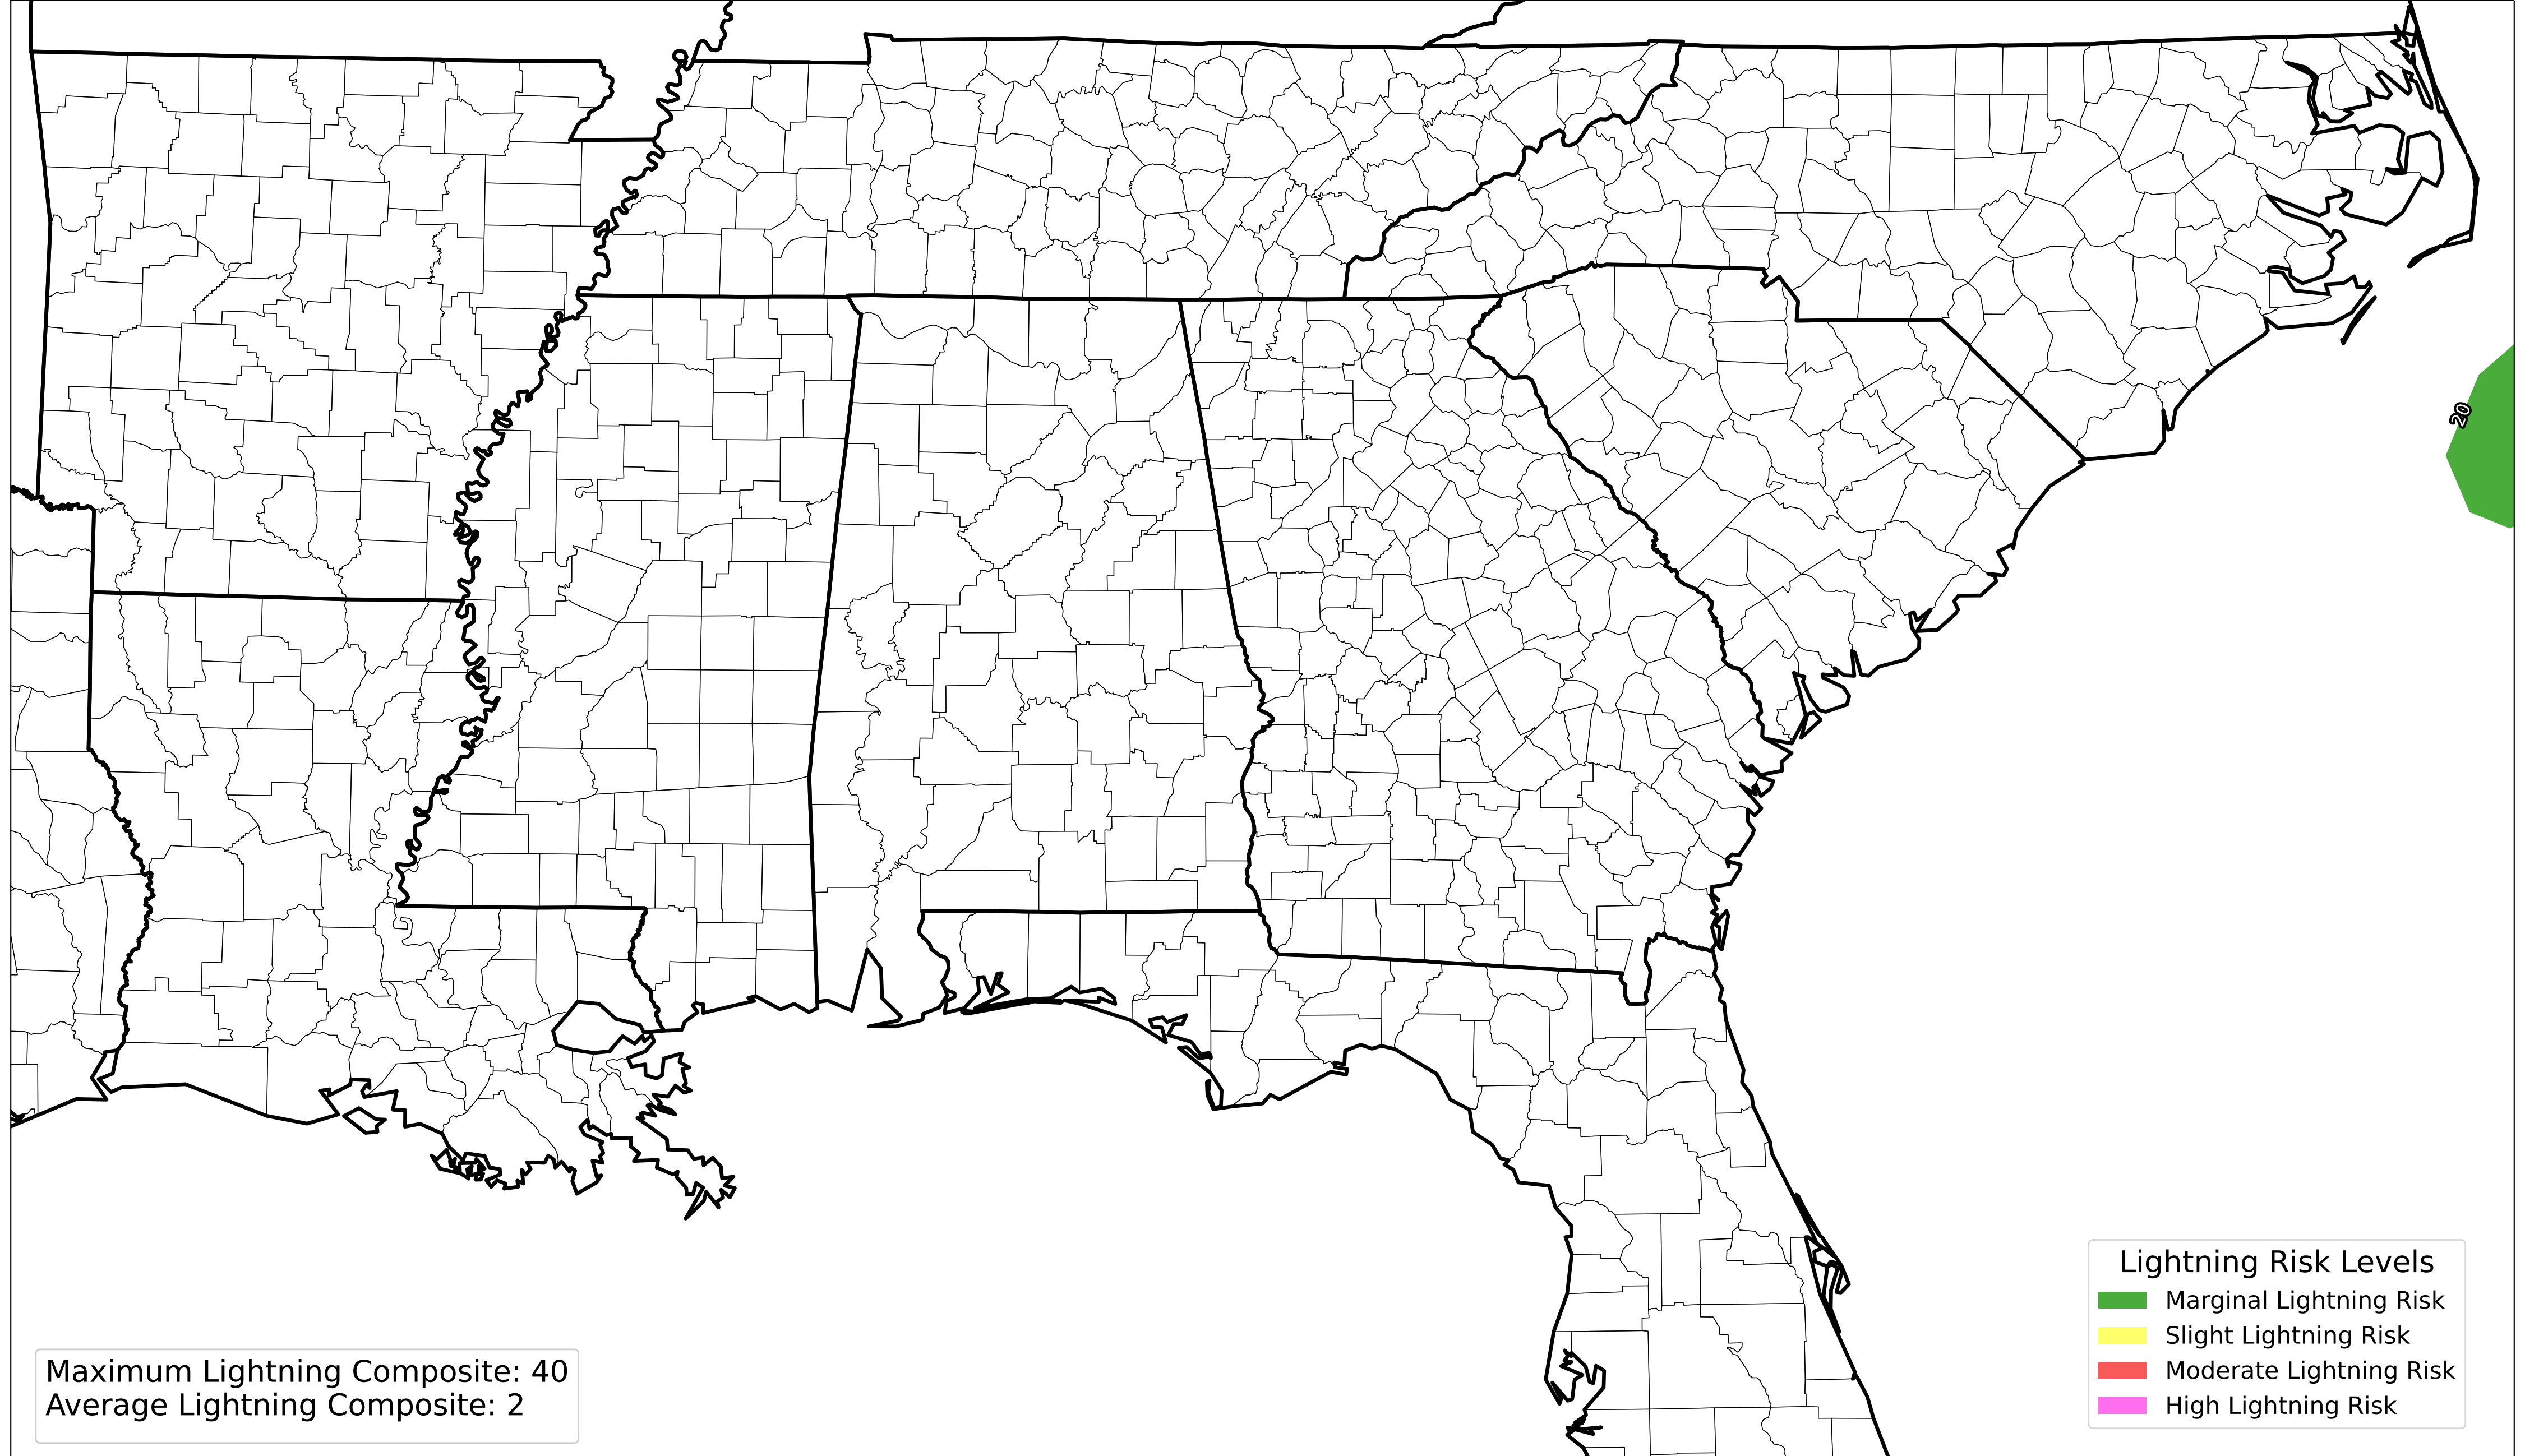 20
Lightning Risk Levels
Marginal Lightning Risk
Slight Lightning Risk
Moderate Lightning Risk
High Lightning Risk
Maximum Lightning Composite: 40
Average Lightning Composite: 2